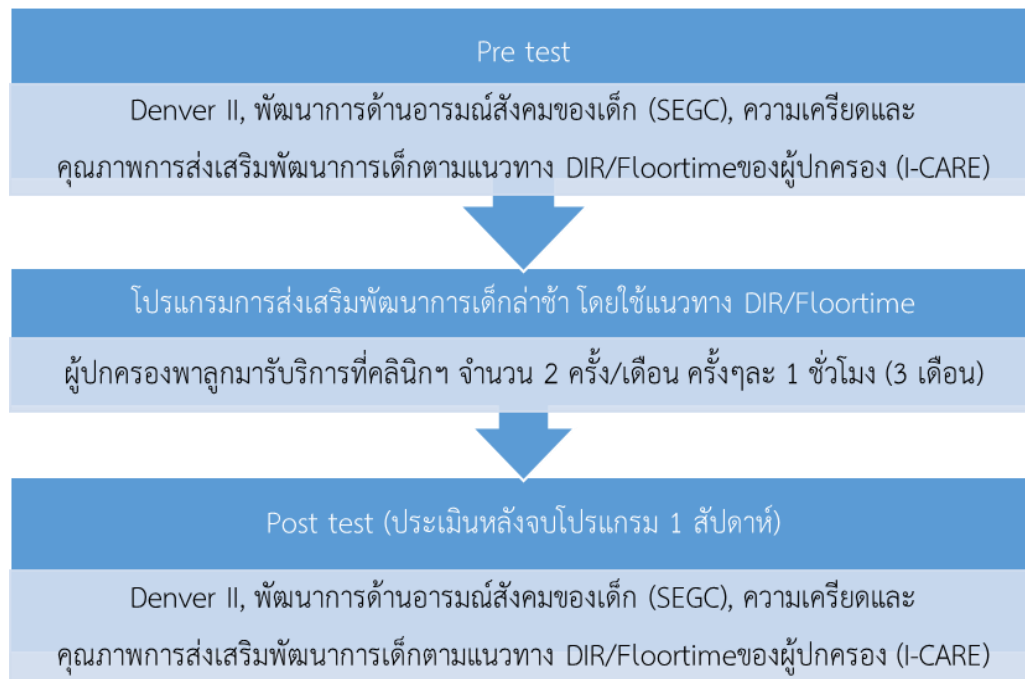 Pre test
Denver II, พัฒนาการด้านอารมณ์สังคมของเด็ก (SEGC), ความเครียดและ
คุณภาพการส่งเสริมพัฒนาการเด็กตามแนวทาง DIR/Floortimeของผู้ปกครอง (I-CARE)
โปรแกรมการส่งเสริมพัฒนาการเด็กล่าช้า โดยใช้แนวทาง DIR/Floortime
ผู้ปกครองพาลูกมารับบริการที่คลินิกฯ จำนวน 2 ครั้ง/เดือน ครั้งๆละ 1 ชั่วโมง (3 เดือน)
Post test (ประเมินหลังจบโปรแกรม 1 สัปดาห์)
Denver II, พัฒนาการด้านอารมณ์สังคมของเด็ก (SEGC), ความเครียดและ
คุณภาพการส่งเสริมพัฒนาการเด็กตามแนวทาง DIR/Floortimeของผู้ปกครอง (I-CARE)